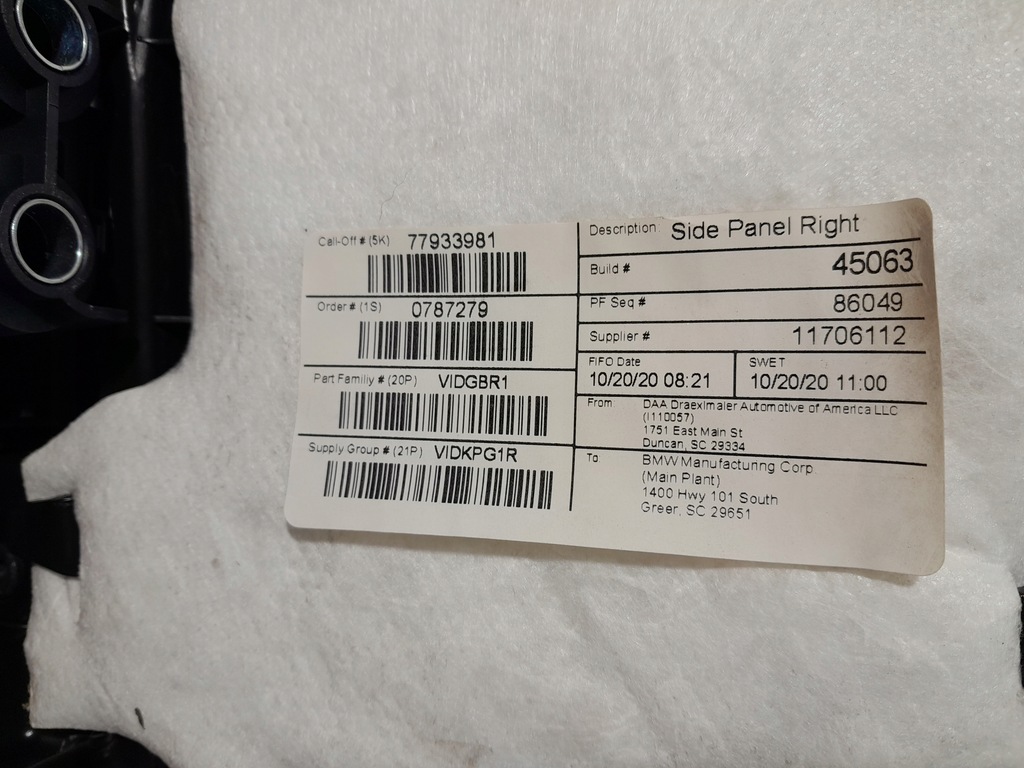 Call-Off # (5K) 77933981
Order # (1S) 0787279
Part Familiy # (20P) VIDGBR1
Supply Group # (21P) VIDKPG1R
Description: Side Panel Right
Build # 45063
PF Seq # 86049
Supplier # 11706112
FIFO Date
10/20/20 08:21
SWET
10/20/20 11:00
From DAA Draexlmaier Automotive of America LLC
(I110057)
1751 East Main St
Duncan, SC 29334
To BMW Manufacturing Corp
(Main Plant)
1400 Hwy 101 South
Greer, SC 29651